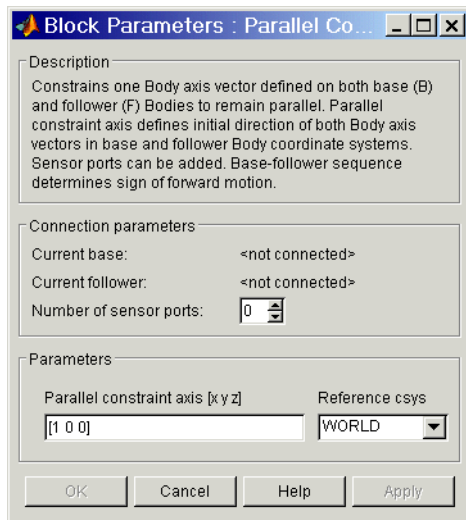 Block Parameters : Parallel Co...
Description
Constrains one Body axis vector defined on both base (B)
and follower (F) Bodies to remain parallel. Parallel
constraint axis defines initial direction of both Body axis
vectors in base and follower Body coordinate systems.
Sensor ports can be added. Base-follower sequence
determines sign of forward motion.
Connection parameters
Current base: <not connected>
Current follower: <not connected>
Number of sensor ports: 0
Parameters
Parallel constraint axis [x y z] Reference csys
[1 0 0] WORLD
OK Cancel Help Apply